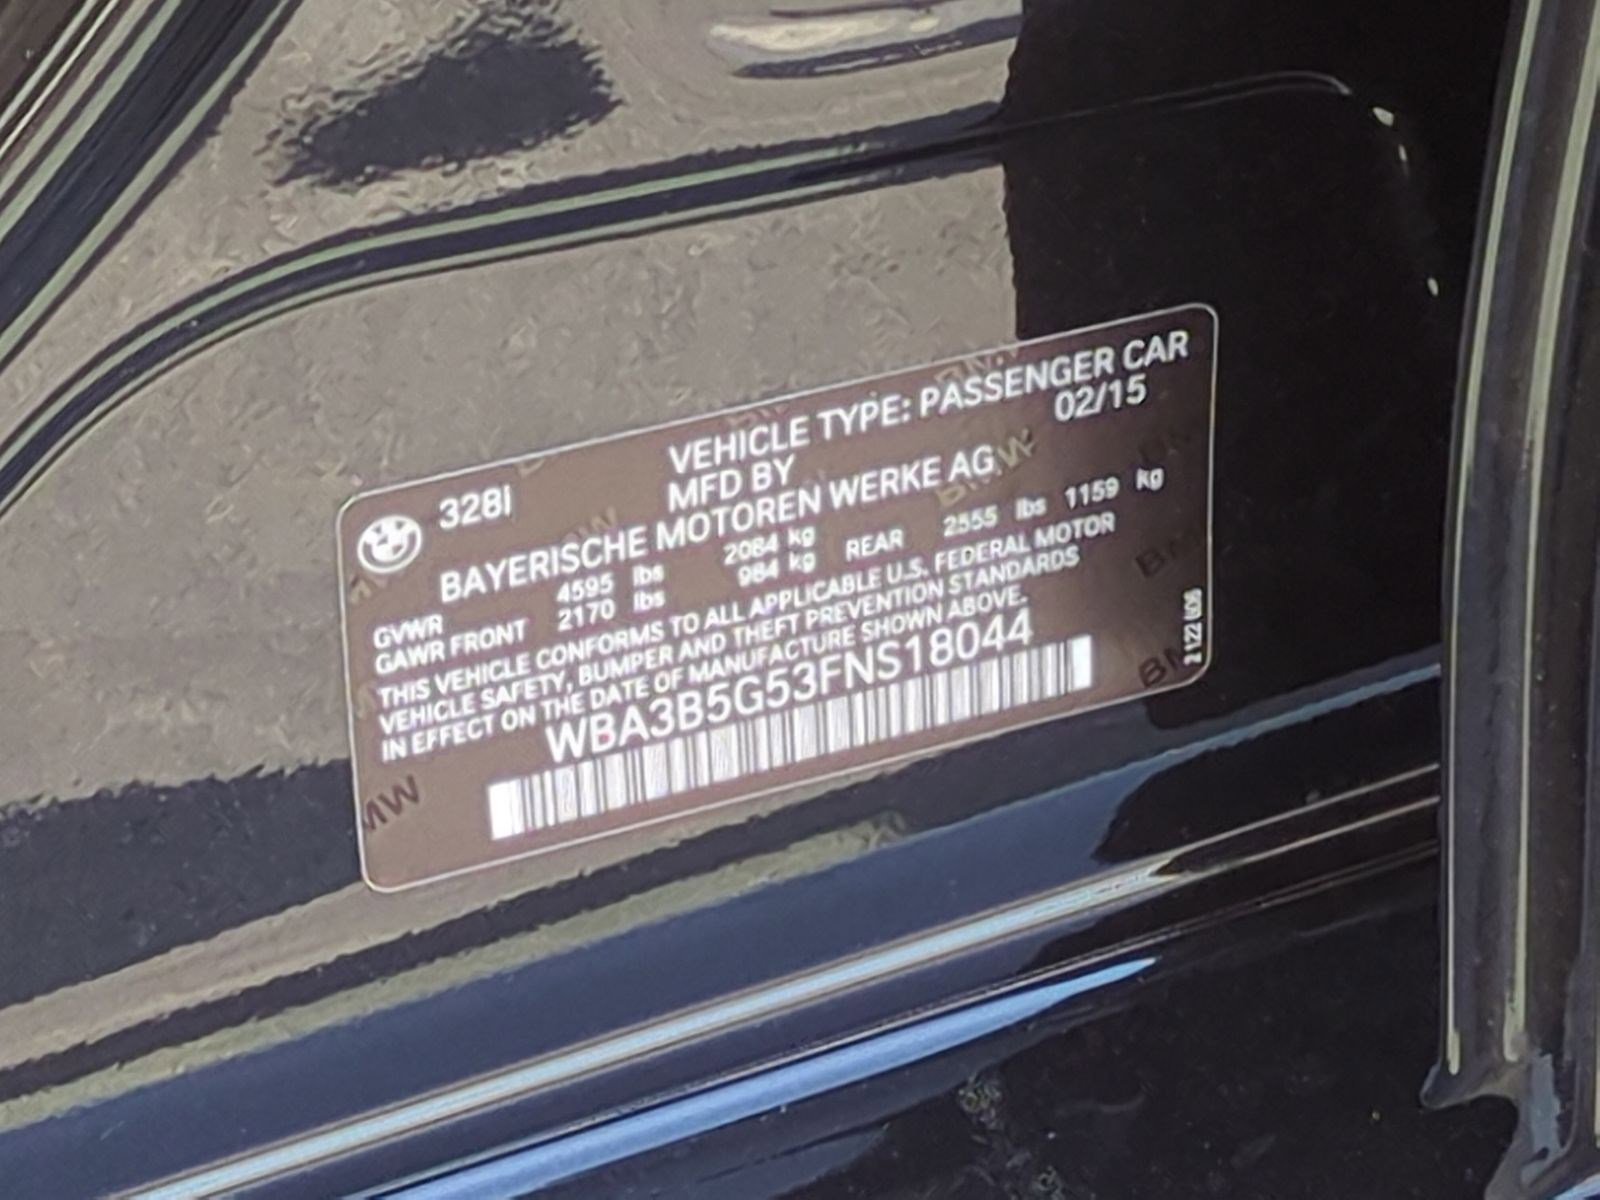 328I
VEHICLE TYPE: PASSENGER CAR
MFD BY 02/15
BAYERISCHE MOTOREN WERKE AG
GVWR 4595 lbs 2084 kg
GAWR FRONT 2170 lbs 984 kg REAR 2555 lbs 1159 kg
THIS VEHICLE CONFORMS TO ALL APPLICABLE U.S. FEDERAL MOTOR
VEHICLE SAFETY, BUMPER AND THEFT PREVENTION STANDARDS
IN EFFECT ON THE DATE OF MANUFACTURE SHOWN ABOVE.
WBA3B5G53FNS18044
BMW
BMW